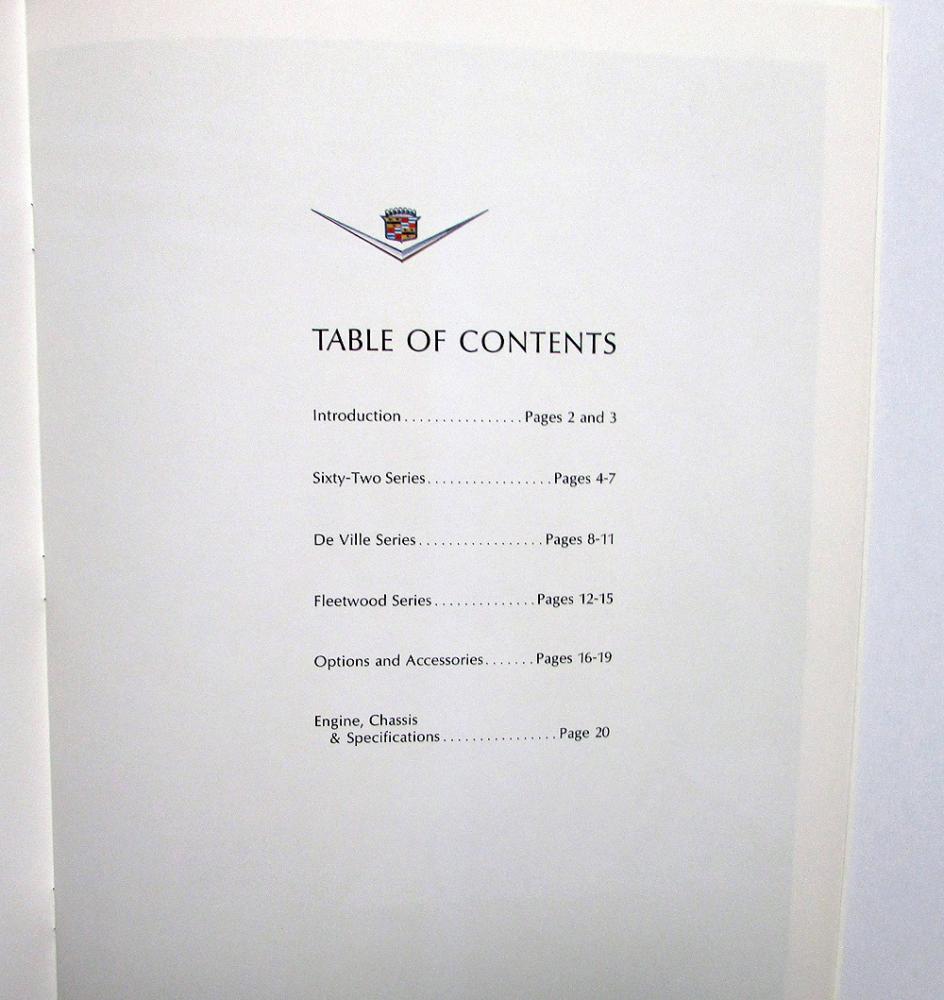 TABLE OF CONTENTS
Introduction................Pages 2 and 3
Sixty-Two Series.................Pages 4-7
De Ville Series.................Pages 8-11
Fleetwood Series..............Pages 12-15
Options and Accessories.......Pages 16-19
Engine, Chassis
& Specifications................Page 20